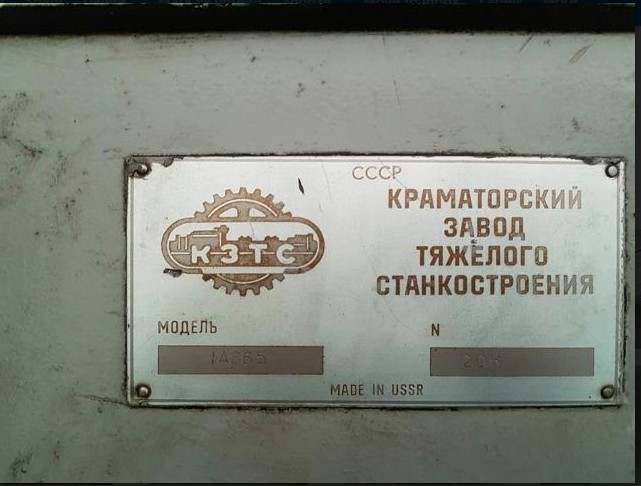 СССР
КРАМАТОРСКИЙ
ЗАВОД
ТЯЖЁЛОГО
СТАНКОСТРОЕНИЯ
КЗТС
МОДЕЛЬ N
MADE IN USSR